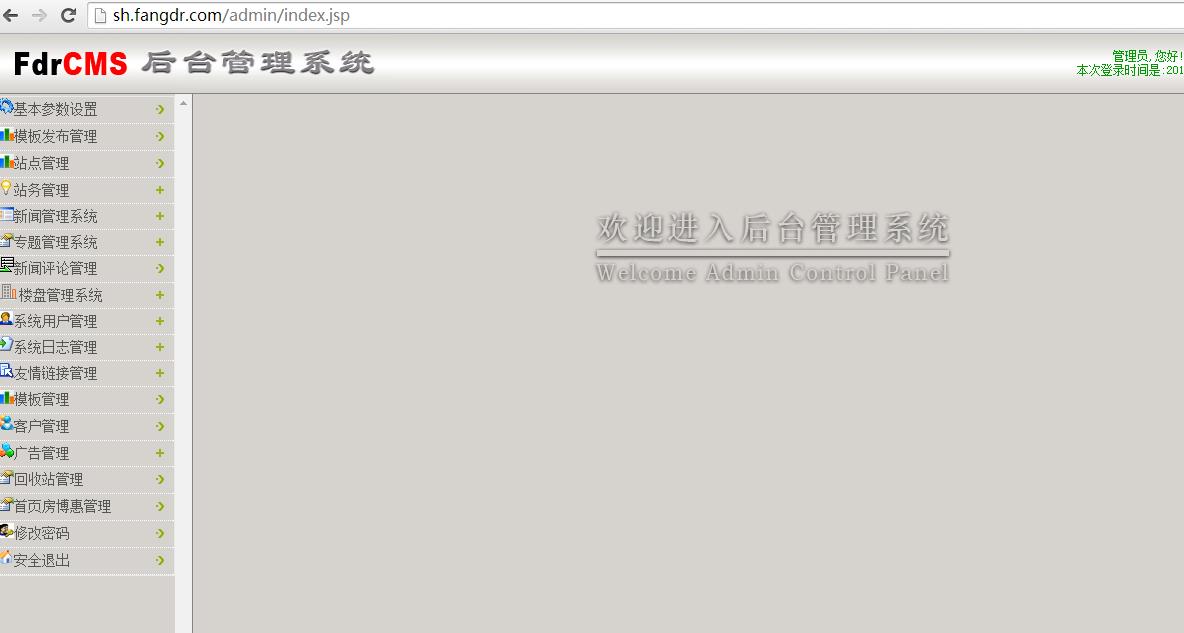 sh.fangdr.com/admin/index.jsp
FdrCMS 后台管理系统
管理员,您好!
本次登录时间是:201
基本参数设置
模板发布管理
站点管理
站务管理
新闻管理系统
专题管理系统
新闻评论管理
楼盘管理系统
系统用户管理
系统日志管理
友情链接管理
模板管理
客户管理
广告管理
回收站管理
首页房博惠管理
修改密码
安全退出
欢迎进入后台管理系统
Welcome Admin Control Panel